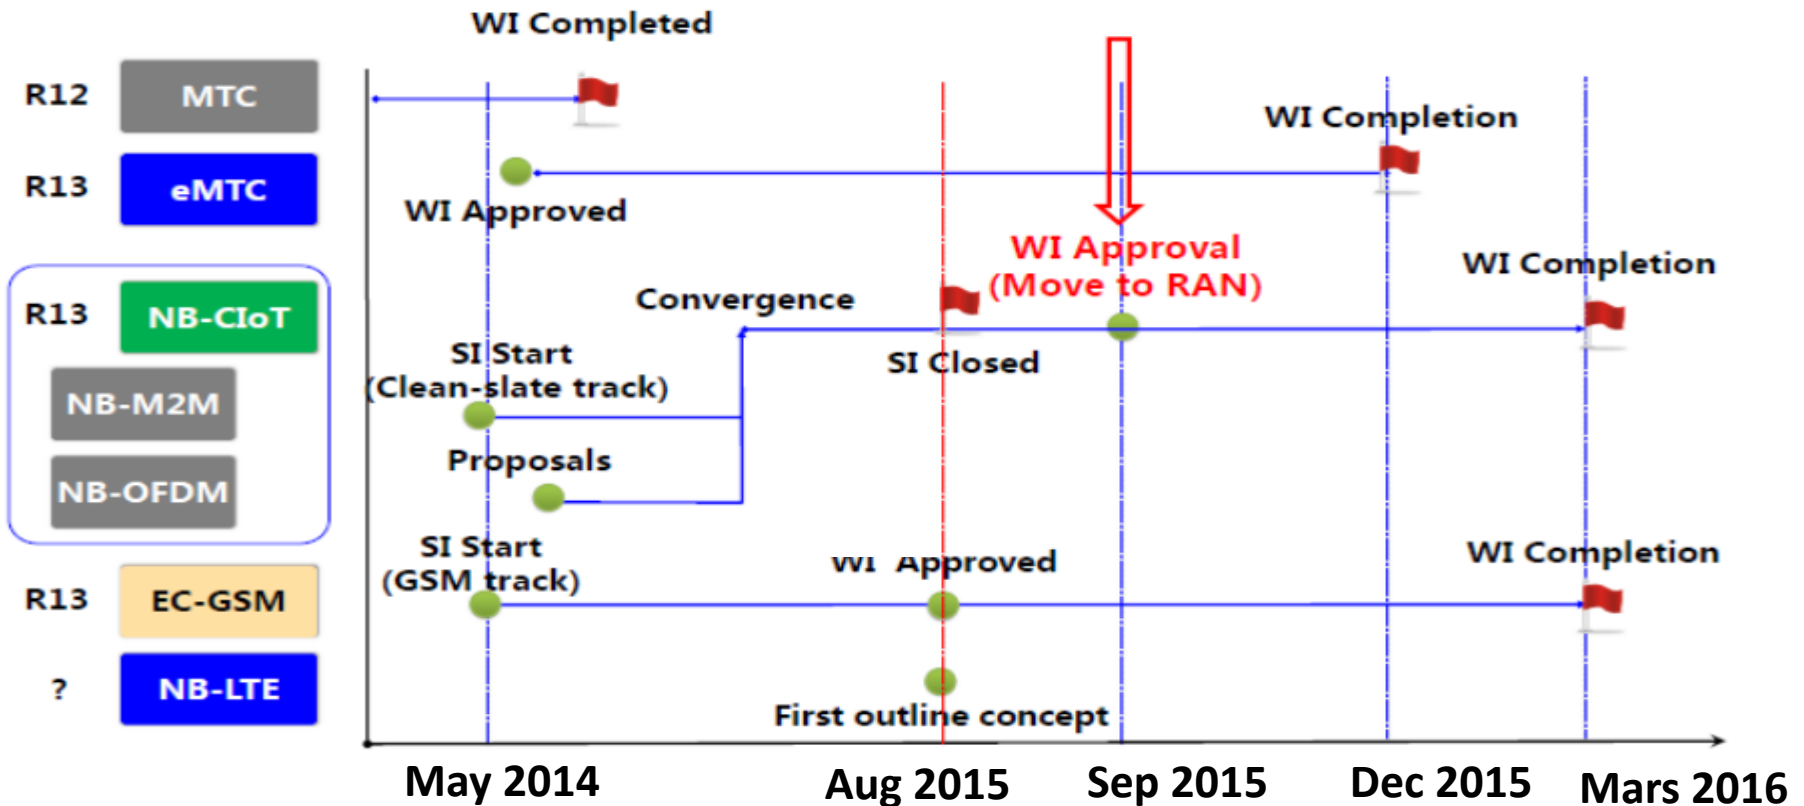 WI Completed
R12 MTC
WI Completion
R13 eMTC
WI Approved
WI Approval
(Move to RAN)
WI Completion
Convergence
R13 NB-CIoT
SI Start
(Clean-slate track)
SI Closed
NB-M2M
Proposals
NB-OFDM
SI Start
(GSM track)
WI Approved
WI Completion
R13 EC-GSM
? NB-LTE
First outline concept
May 2014 Aug 2015 Sep 2015 Dec 2015 Mars 2016